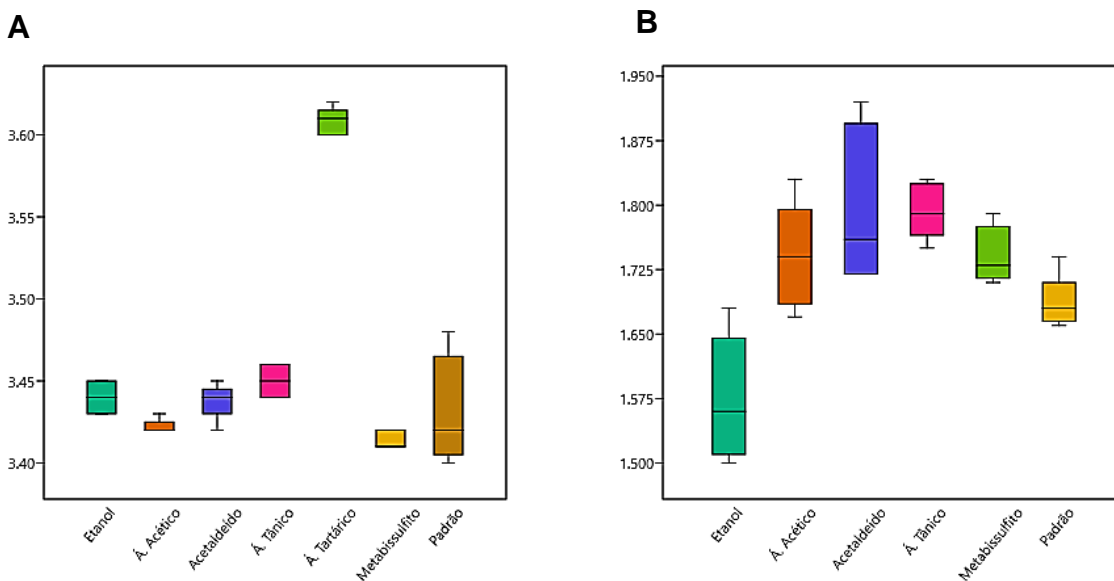 A
3.60
3.55
3.50
3.45
3.40
Etanol
Á. Acético
Acetaldeído
Á. Tânico
Á. Tartárico
Metabissulfito
Padrão
B
1.950
1.875
1.800
1.725
1.650
1.575
1.500
Etanol
Á. Acético
Acetaldeído
Á. Tânico
Metabissulfito
Padrão